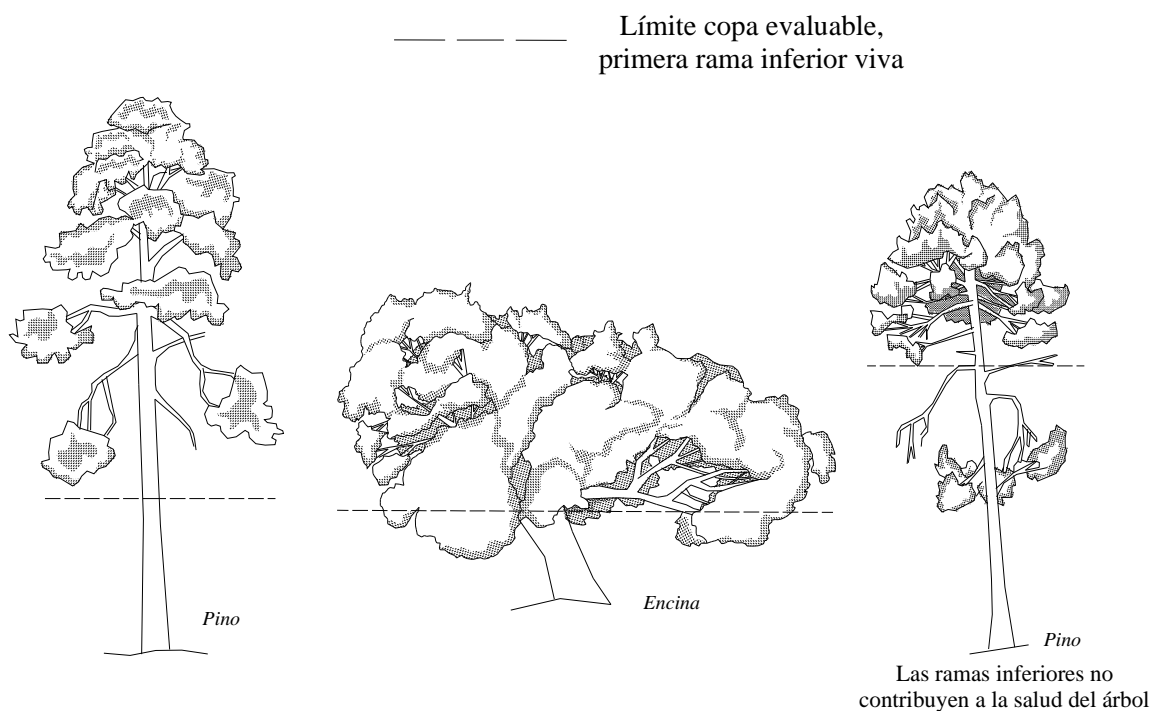 Límite copa evaluable,
primera rama inferior viva
Pino
Encina
Pino
Las ramas inferiores no
contribuyen a la salud del árbol